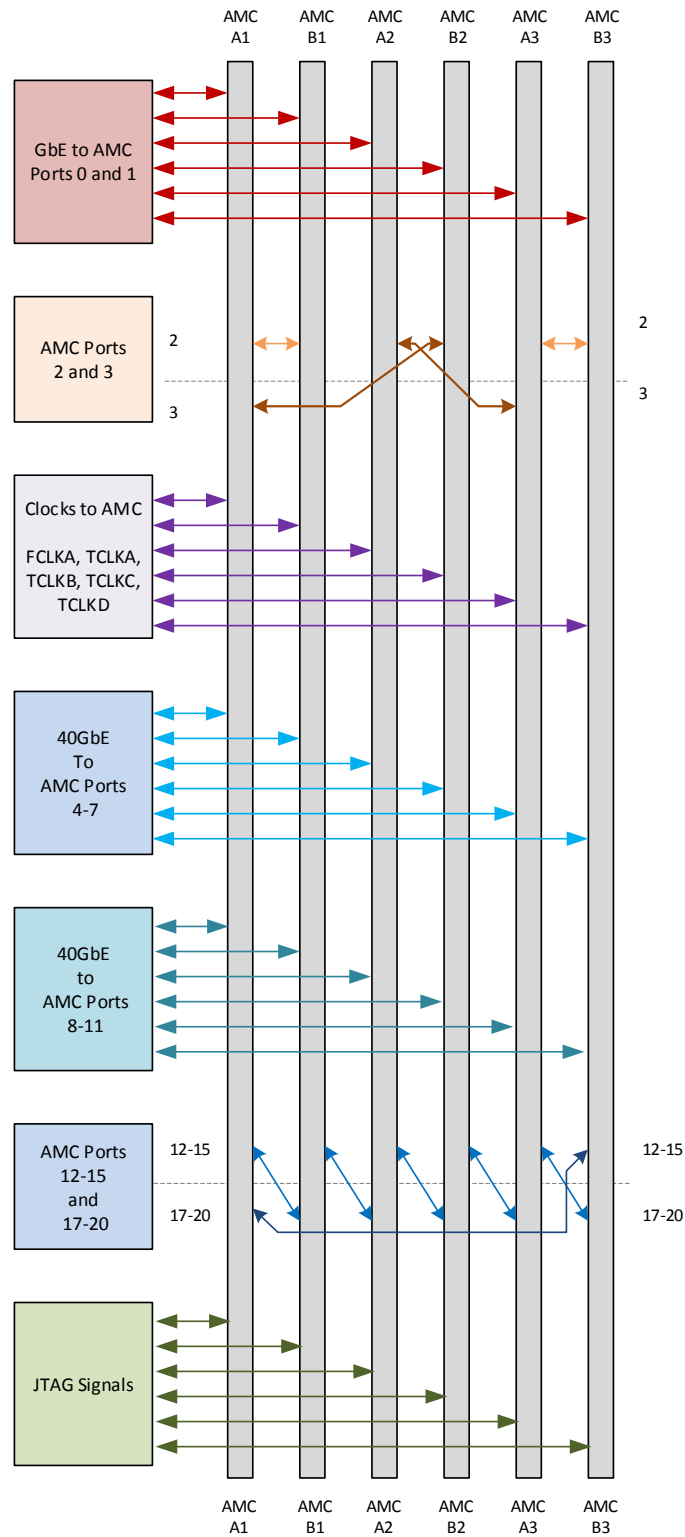 AMC
A1
AMC
B1
AMC
A2
AMC
B2
AMC
A3
AMC
B3
GbE to AMC
Ports 0 and 1
AMC Ports
2 and 3
2
3
2
3
Clocks to AMC
FCLKA, TCLKA,
TCLKB, TCLKC,
TCLKD
40GbE
To
AMC Ports
4-7
40GbE
to
AMC Ports
8-11
AMC Ports
12-15
and
17-20
12-15
17-20
12-15
17-20
JTAG Signals
AMC
A1
AMC
B1
AMC
A2
AMC
B2
AMC
A3
AMC
B3